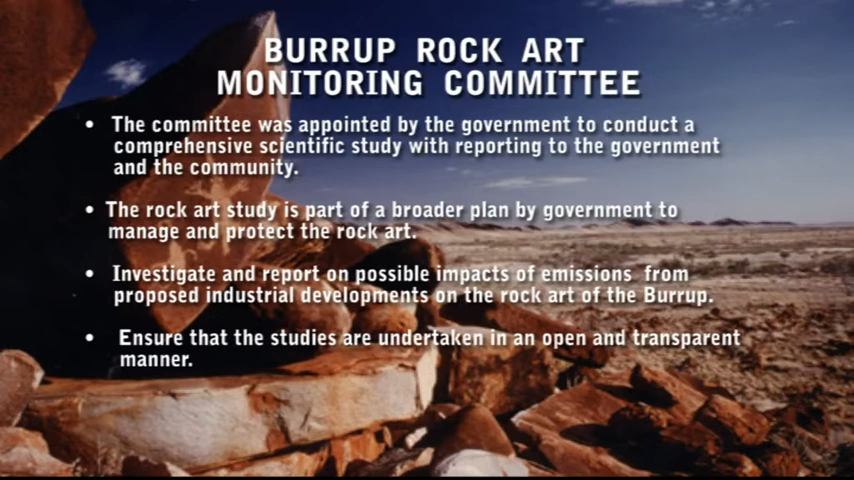 BURRUP ROCK ART
MONITORING COMMITTEE
• The committee was appointed by the government to conduct a
comprehensive scientific study with reporting to the government
and the community.
• The rock art study is part of a broader plan by government to
manage and protect the rock art.
• Investigate and report on possible impacts of emissions from
proposed industrial developments on the rock art of the Burrup.
• Ensure that the studies are undertaken in an open and transparent
manner.